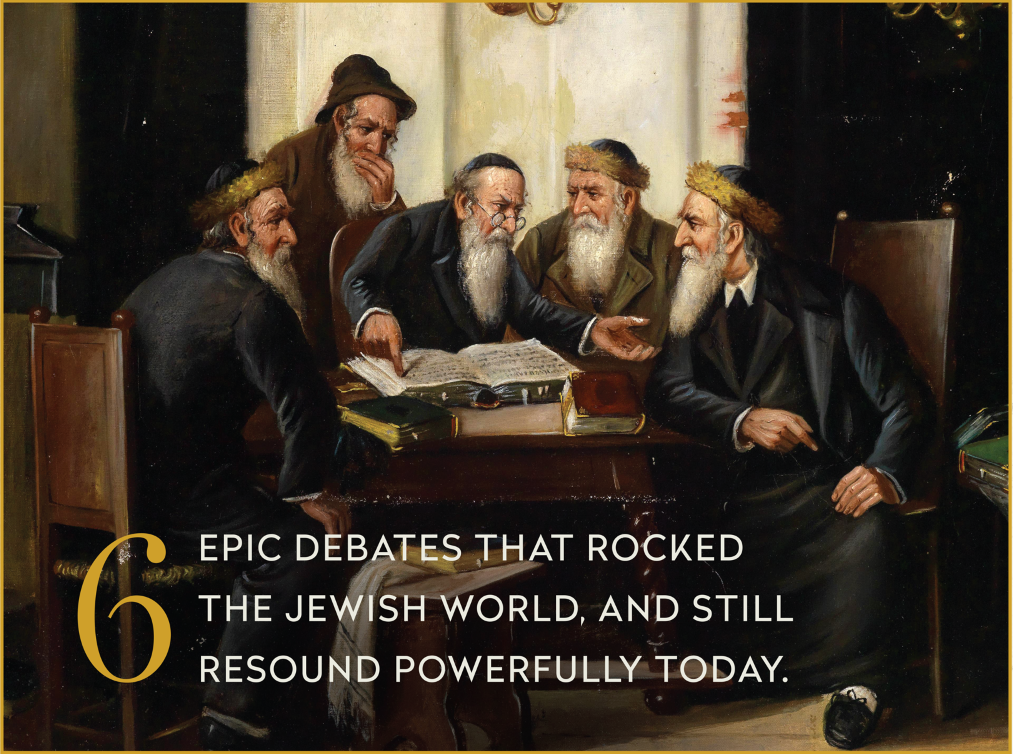 6 EPIC DEBATES THAT ROCKED
THE JEWISH WORLD, AND STILL
RESOUND POWERFULLY TODAY.